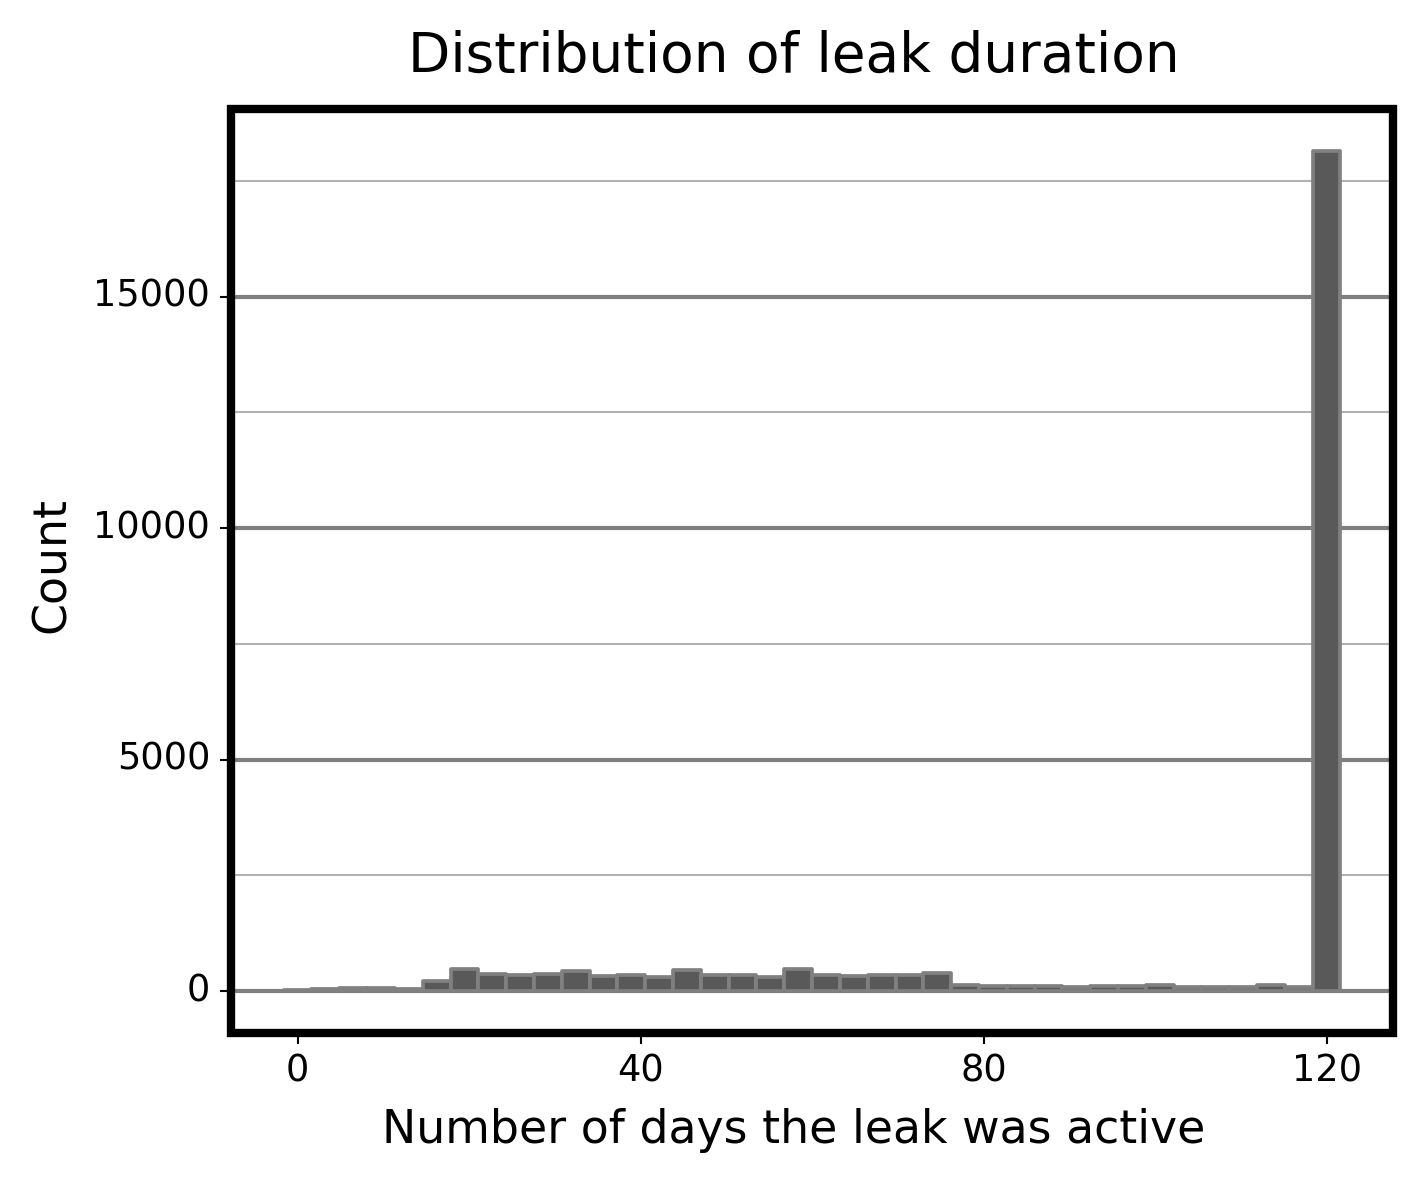 Distribution of leak duration
15000
10000
5000
0
Count
0 40 80 120
Number of days the leak was active